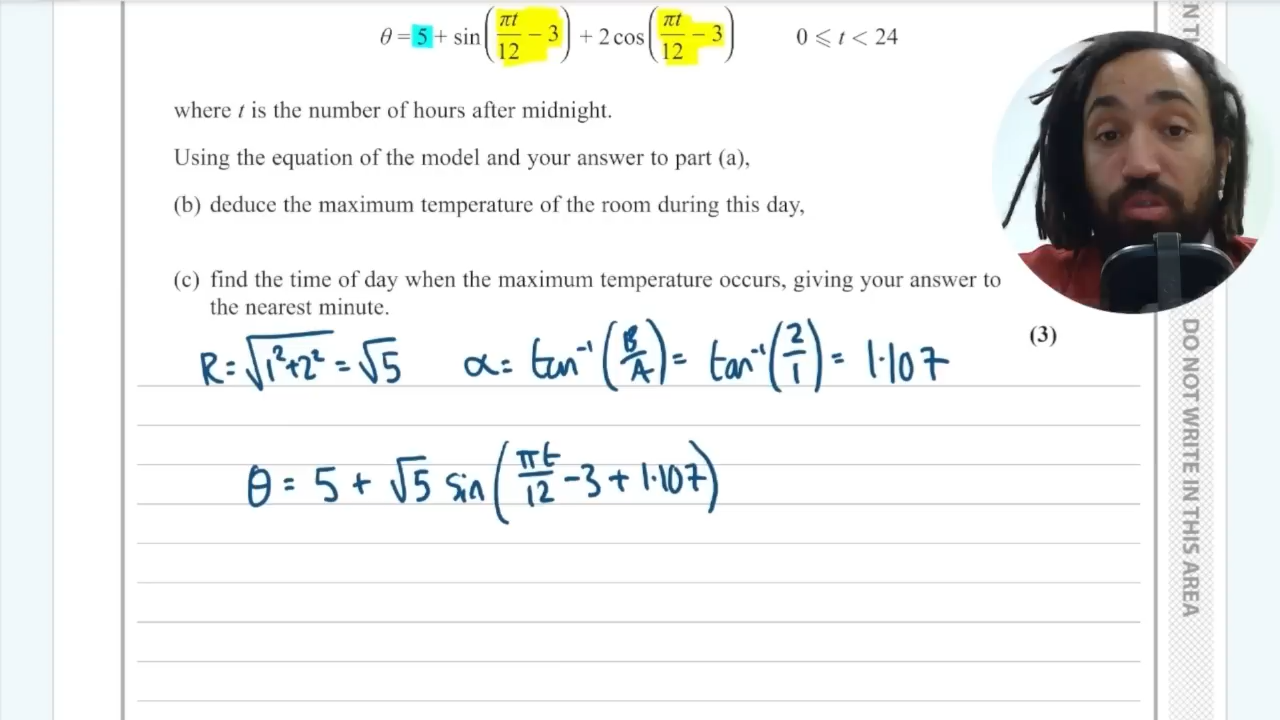 θ = 5 + sin(πt/12 − 3) + 2 cos(πt/12 − 3) 0 ⩽ t < 24
where t is the number of hours after midnight.
Using the equation of the model and your answer to part (a),
(b) deduce the maximum temperature of the room during this day,
(c) find the time of day when the maximum temperature occurs, giving your answer to
the nearest minute.
(3)
R = √(1² + 2²) = √5 α = tan⁻¹(B/A) = tan⁻¹(2/1) = 1·107
θ = 5 + √5 sin(πt/12 − 3 + 1·107)
DO NOT WRITE IN THIS AREA